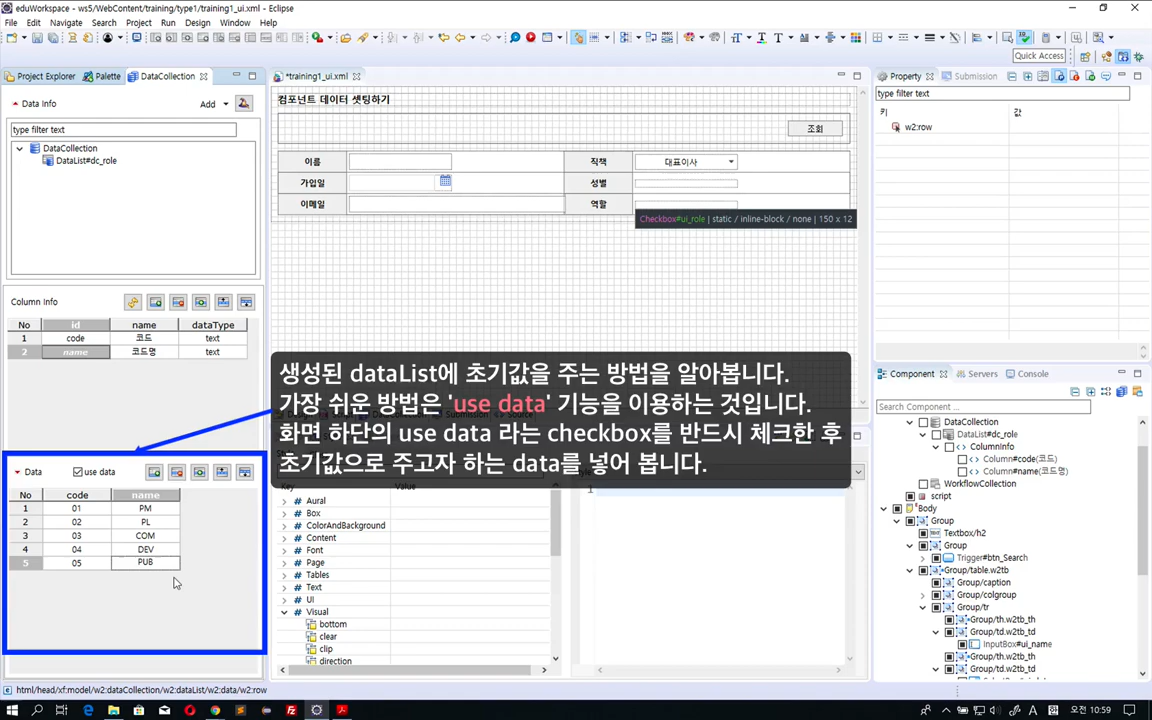 eduWorkspace - ws5/WebContent/training/type1/training1_ui.xml - Eclipse
File Edit Navigate Search Project Run Design Window Help
Quick Access
Project Explorer Palette DataCollection
Data Info Add
type filter text
DataCollection
DataList#dc_role
Column Info
No id name dataType
1 code 코드 text
2 name 코드명 text
Data use data
No code name
1 01 PM
2 02 PL
3 03 COM
4 04 DEV
5 05 PUB
*training1_ui.xml
컴포넌트 데이터 셋팅하기
조회
이름 직책 대표이사
가입일 성별
이메일 역할
Checkbox#ui_role | static / inline-block / none | 150 x 12
생성된 dataList에 초기값을 주는 방법을 알아봅니다.
가장 쉬운 방법은 'use data' 기능을 이용하는 것입니다.
화면 하단의 use data 라는 checkbox를 반드시 체크한 후
초기값으로 주고자 하는 data를 넣어 봅니다.
Key Value
# Aural
# Box
# ColorAndBackground
# Content
# Font
# Page
# Tables
# Text
# UI
# Visual
bottom
clear
clip
direction
1
Property Submission
type filter text
키 값
w2:row
Component Servers Console
Search Component ...
DataCollection
DataList#dc_role
ColumnInfo
Column#code(코드)
Column#name(코드명)
WorkflowCollection
script
Body
Group
Textbox/h2
Group
Trigger#btn_Search
Group/table.w2tb
Group/caption
Group/colgroup
Group/tr
Group/th.w2tb_th
Group/td.w2tb_td
InputBox#ui_name
Group/th.w2tb_th
Group/td.w2tb_td
html/head/xf:model/w2:dataCollection/w2:dataList/w2:data/w2:row
오전 10:59